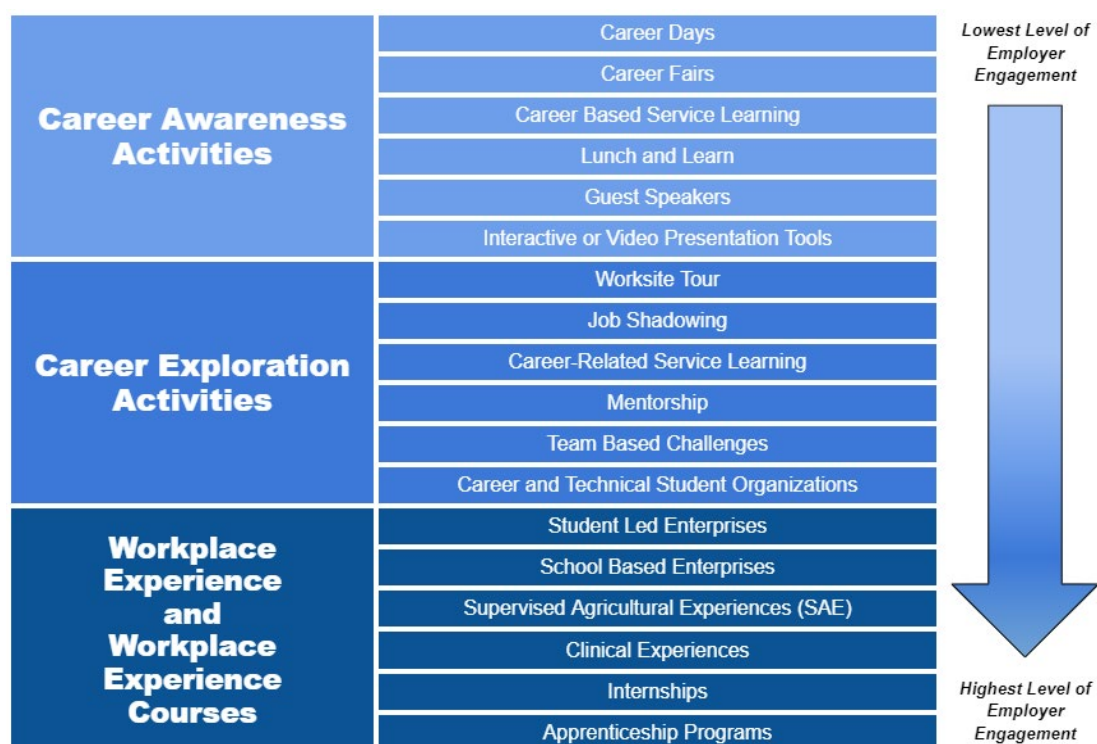 Career Awareness
Activities
Career Days
Career Fairs
Career Based Service Learning
Lunch and Learn
Guest Speakers
Interactive or Video Presentation Tools
Career Exploration
Activities
Worksite Tour
Job Shadowing
Career-Related Service Learning
Mentorship
Team Based Challenges
Career and Technical Student Organizations
Workplace
Experience
and
Workplace
Experience
Courses
Student Led Enterprises
School Based Enterprises
Supervised Agricultural Experiences (SAE)
Clinical Experiences
Internships
Apprenticeship Programs
Lowest Level of
Employer
Engagement
Highest Level of
Employer
Engagement